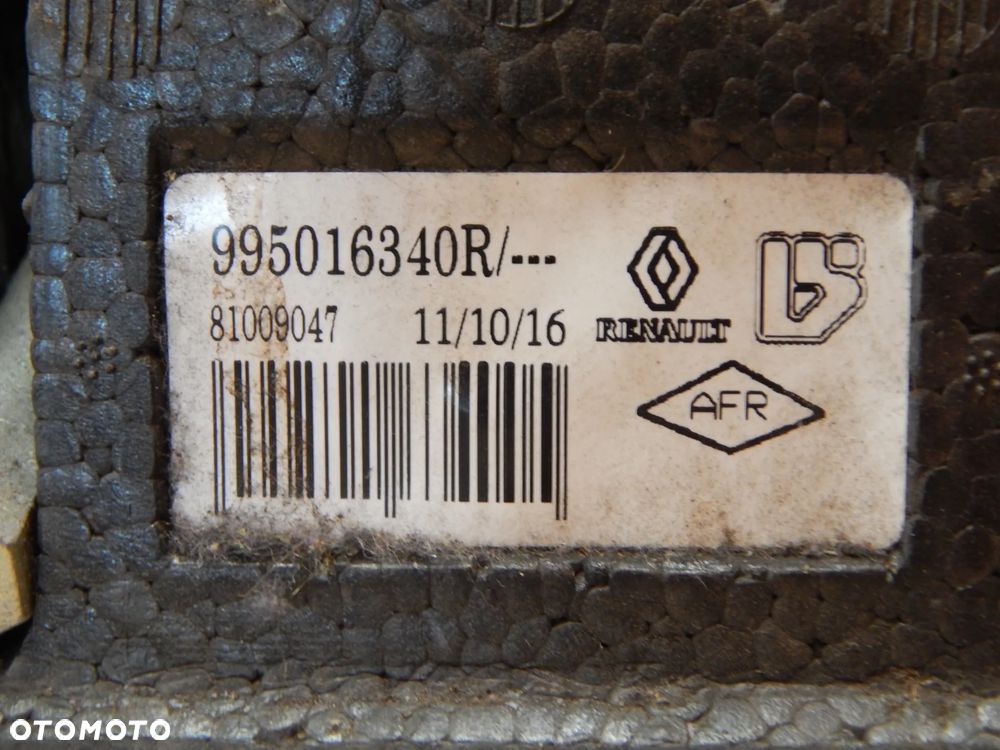 995016340R/---
81009047 11/10/16
RENAULT
AFR
OTOMOTO